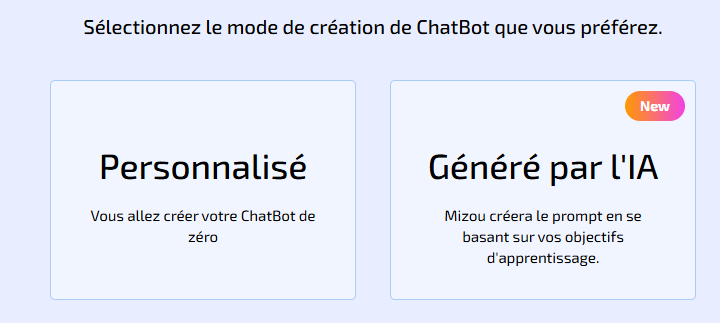 Sélectionnez le mode de création de ChatBot que vous préférez.
New
Personnalisé
Vous allez créer votre ChatBot de
zéro
Généré par l'IA
Mizou créera le prompt en se
basant sur vos objectifs
d'apprentissage.